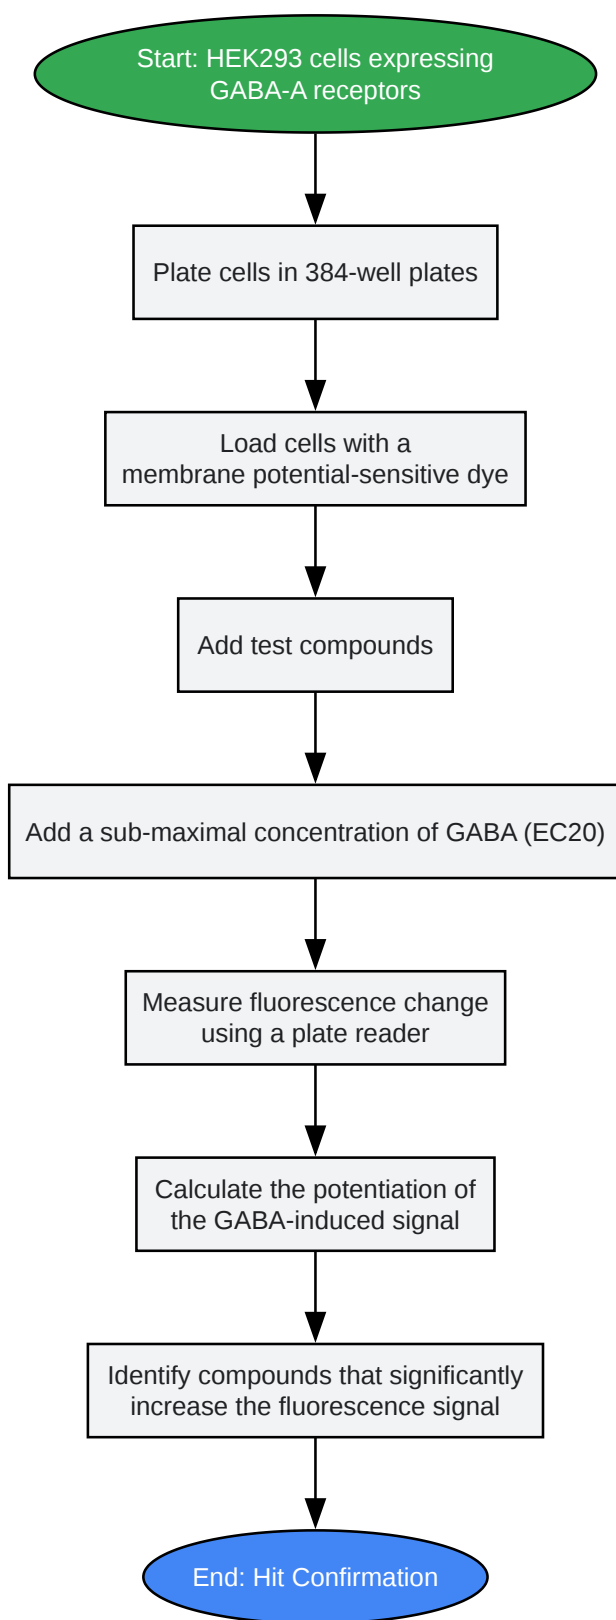 Start: HEK293 cells expressing
GABA-A receptors
Plate cells in 384-well plates
Load cells with a
membrane potential-sensitive dye
Add test compounds
Add a sub-maximal concentration of GABA (EC20)
Measure fluorescence change
using a plate reader
Calculate the potentiation of
the GABA-induced signal
Identify compounds that significantly
increase the fluorescence signal
End: Hit Confirmation